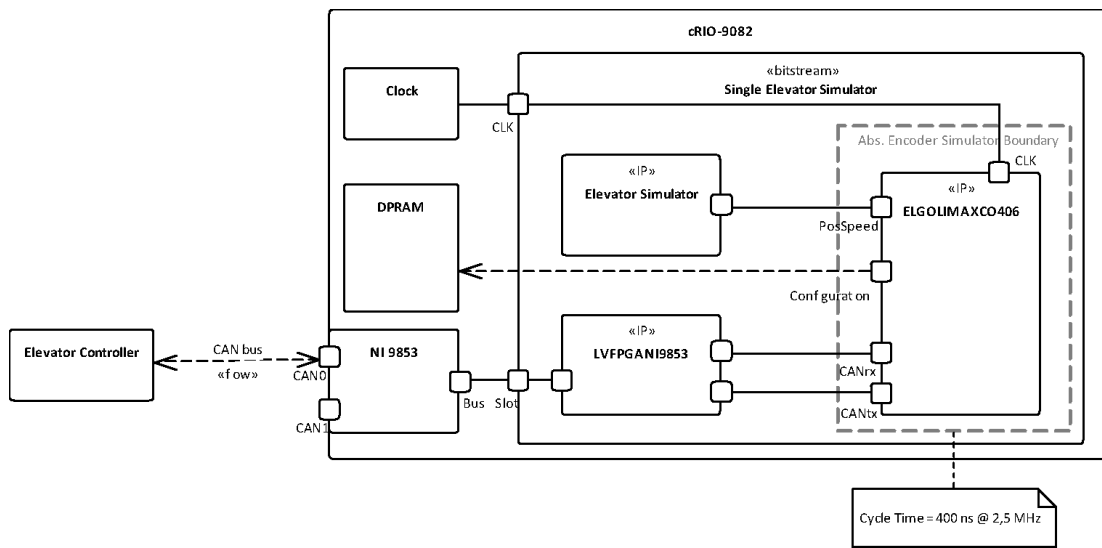 cRIO-9082
«bitstream»
Clock
Single Elevator Simulator
CLK
Abs. Encoder Simulator Boundary
CLK
«IP»
«IP»
DPRAM
Elevator Simulator
ELGOLIMAXCO406
PosSpeed
Configuration
«IP»
Elevator Controller
CAN bus
NI 9853
LVFPGANI9853
«flow»
CAN0
CANrx
Bus
Slot
CAN1
CANtx
Cycle Time = 400 ns @ 2,5 MHz